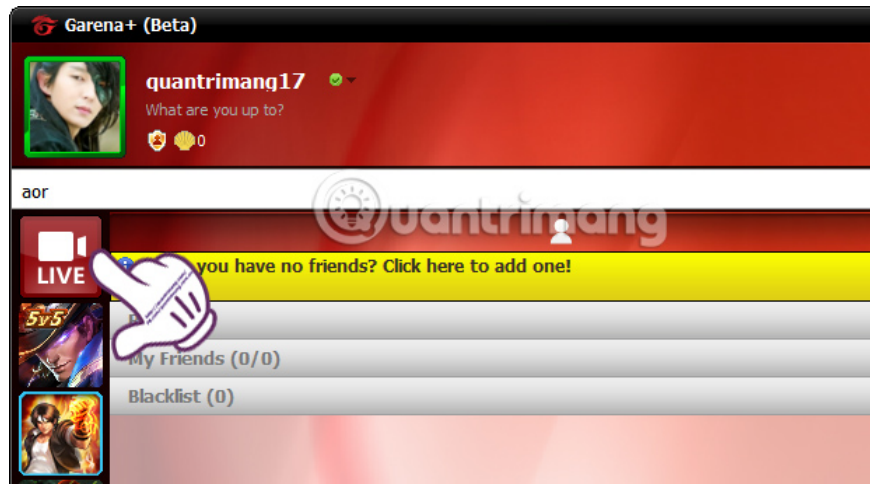 Garena+ (Beta)
quantrimang17
What are you up to?
0
aor
Quantrimang
LIVE
you have no friends? Click here to add one!
5v5
My Friends (0/0)
Blacklist (0)